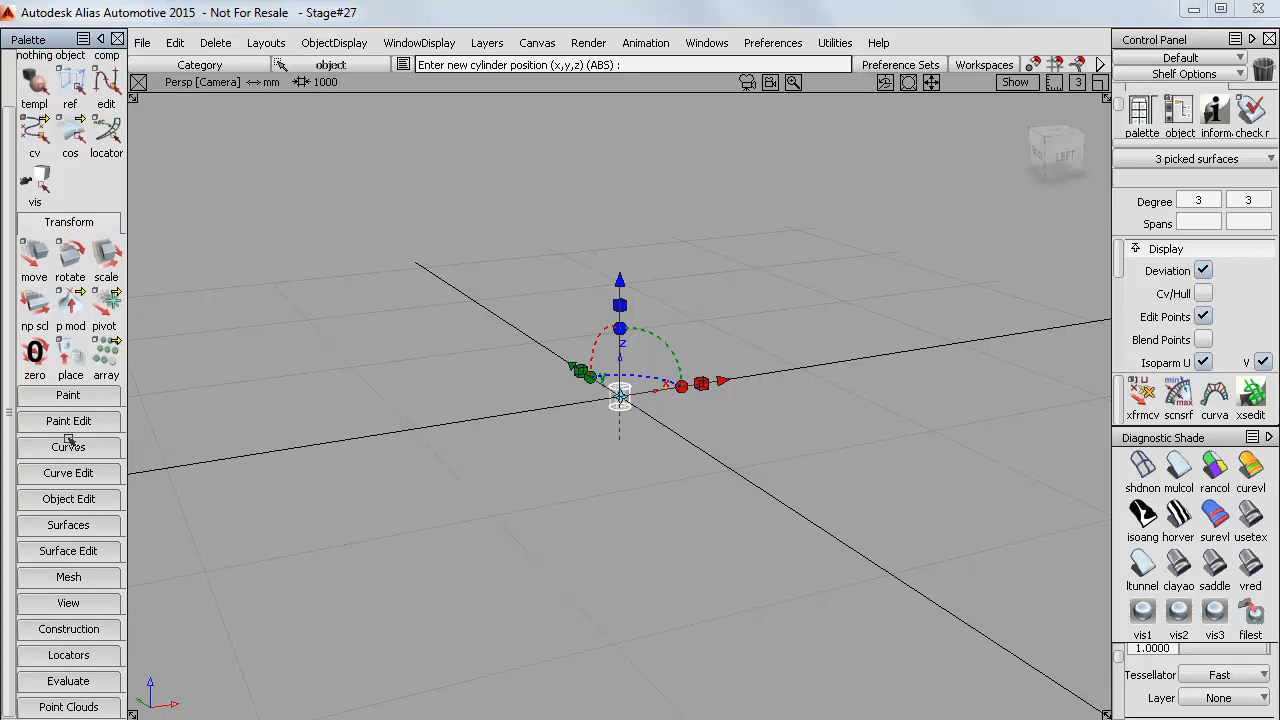 Autodesk Alias Automotive 2015 - Not For Resale - Stage#27
Palette
Control Panel
File Edit Delete Layouts ObjectDisplay WindowDisplay Layers Canvas Render Animation Windows Preferences Utilities Help
Category object Enter new cylinder position (x,y,z) (ABS) : Preference Sets Workspaces
Persp [Camera] mm 1000 Show 3
nothing object comp
templ ref edit
cv cos locator
vis
Transform
move rotate scale
np scl p mod pivot
0
zero place array
Paint
Paint Edit
Curves
Curve Edit
Object Edit
Surfaces
Surface Edit
Mesh
View
Construction
Locators
Evaluate
Point Clouds
LEFT
z
y
x
Default
Shelf Options
palette object inform check r
3 picked surfaces
Degree 3 3
Spans
Display
Deviation
Cv/Hull
Edit Points
Blend Points
Isoparm U V
xfrmcv scnsrf curva xsedit
Diagnostic Shade
shdnon mulcol rancol curevl
isoang horver surevl usetex
ltunnel clayao saddle vred
vis1 vis2 vis3 filest
1.0000
Tessellator Fast
Layer None